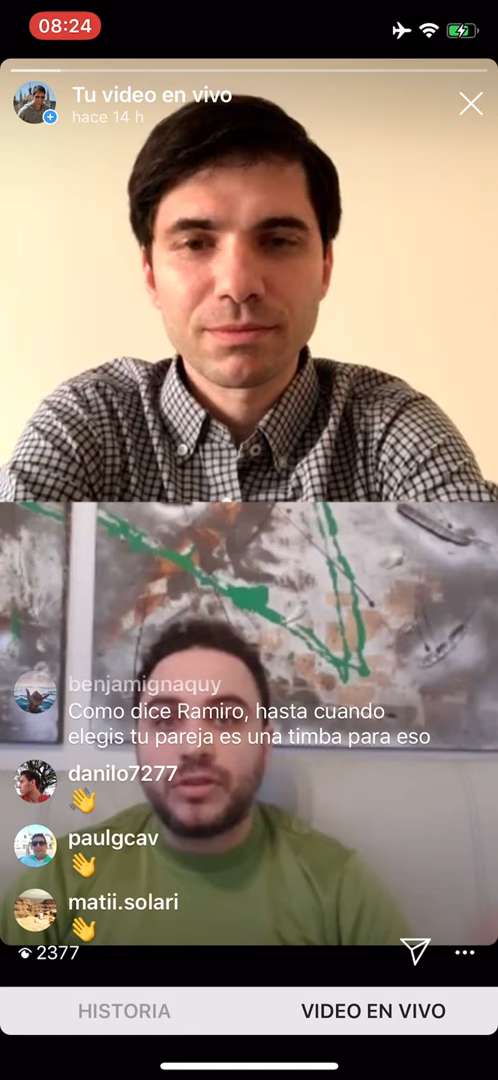 08:24
Tu video en vivo
hace 14 h
benjamignaquy
Como dice Ramiro, hasta cuando
elegis tu pareja es una timba para eso
danilo7277
👋
paulgcav
👋
matii.solari
👋
2377
HISTORIA
VIDEO EN VIVO